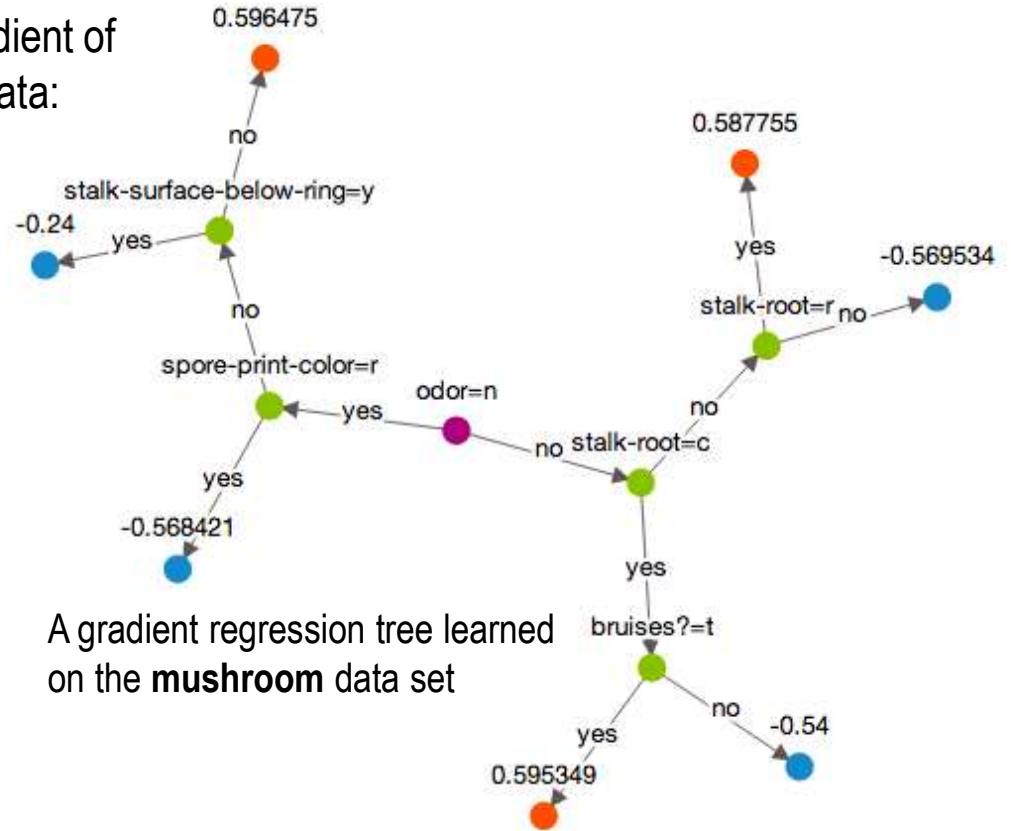 dient of
ata:
0.596475
no
stalk-surface-below-ring=y
-0.24
yes
no
spore-print-color=r
yes
-0.568421
odor=n
yes
no
stalk-root=c
0.587755
yes
-0.569534
stalk-root=r
no
no
yes
bruises?=t
yes
no
-0.54
0.595349
A gradient regression tree learned
on the mushroom data set